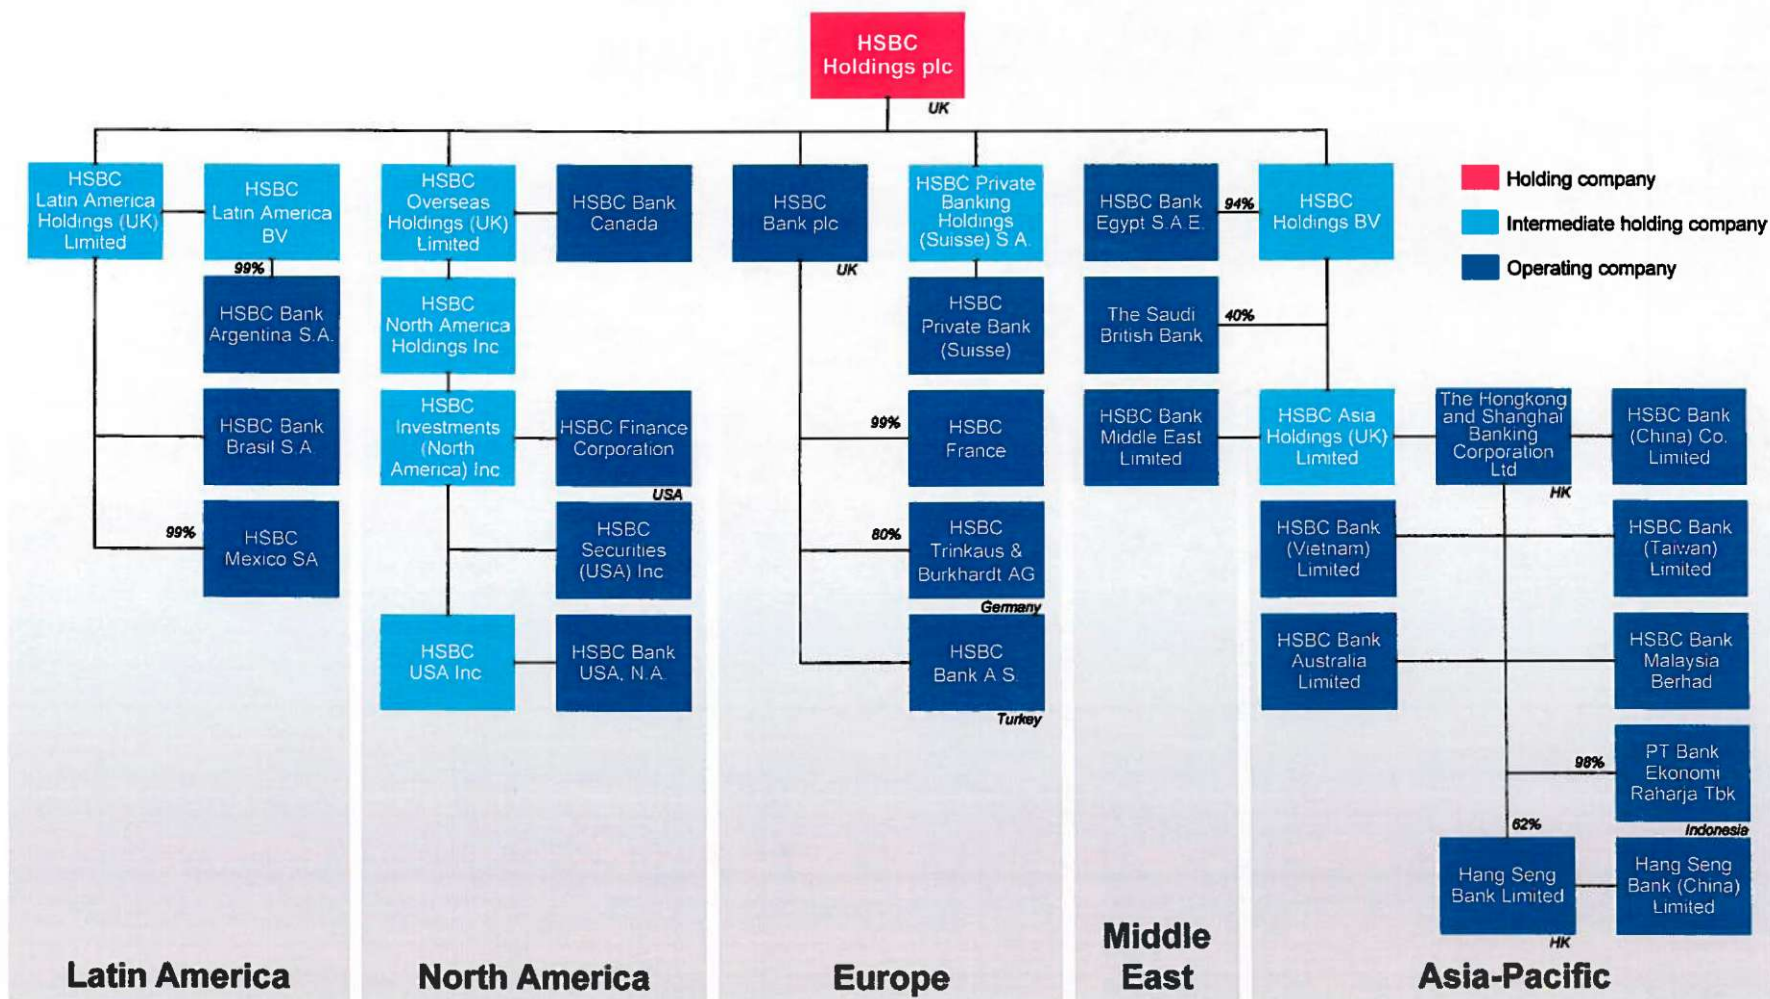 HSBC
Holdings plc
UK
HSBC
Latin America
Holdings (UK)
Limited
HSBC
Latin America
BV
99%
HSBC Bank
Argentina S.A.
HSBC Bank
Brasil S.A
99%
HSBC
Mexico SA
Latin America
HSBC
Overseas
Holdings (UK)
Limited
HSBC Bank
Canada
HSBC
North America
Holdings Inc
HSBC
Investments
(North
America) Inc
HSBC Finance
Corporation
USA
HSBC
Securities
(USA) Inc
HSBC
USA Inc
HSBC Bank
USA, N.A.
North America
HSBC
Bank plc
UK
HSBC Private
Banking
Holdings
(Suisse) S.A.
HSBC
Private Bank
(Suisse)
99%
HSBC
France
80%
HSBC
Trinkaus &
Burkhardt AG
Germany
HSBC
Bank A S.
Turkey
Europe
HSBC Bank
Egypt S.A.E.
94%
The Saudi
British Bank
40%
HSBC Bank
Middle East
Limited
Middle
East
HSBC
Holdings BV
HSBC Asia
Holdings (UK)
Limited
The Hongkong
and Shanghai
Banking
Corporation
Ltd
HK
HSBC Bank
(China) Co.
Limited
HSBC Bank
(Vietnam)
Limited
HSBC Bank
(Taiwan)
Limited
HSBC Bank
Australia
Limited
HSBC Bank
Malaysia
Berhad
98%
PT Bank
Ekonomi
Raharja Tbk
Indonesia
62%
Hang Seng
Bank Limited
HK
Hang Seng
Bank (China)
Limited
Asia-Pacific
Holding company
Intermediate holding company
Operating company